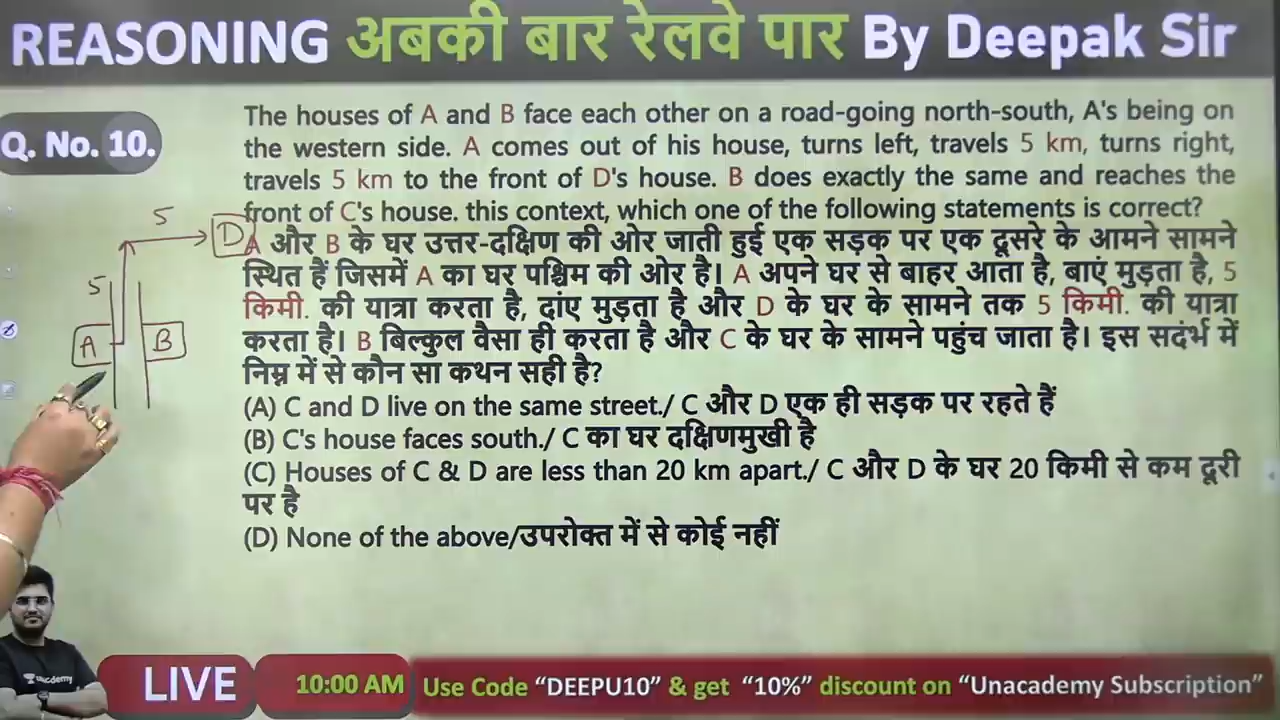 REASONING अबकी बार रेलवे पार By Deepak Sir
Q. No. 10.
The houses of A and B face each other on a road-going north-south, A's being on
the western side. A comes out of his house, turns left, travels 5 km, turns right,
travels 5 km to the front of D's house. B does exactly the same and reaches the
front of C's house. this context, which one of the following statements is correct?
A और B के घर उत्तर-दक्षिण की ओर जाती हुई एक सड़क पर एक दूसरे के आमने सामने
स्थित हैं जिसमें A का घर पश्चिम की ओर है। A अपने घर से बाहर आता है, बाएं मुड़ता है, 5
किमी. की यात्रा करता है, दांए मुड़ता है और D के घर के सामने तक 5 किमी. की यात्रा
करता है। B बिल्कुल वैसा ही करता है और C के घर के सामने पहुंच जाता है। इस सदंर्भ में
निम्न में से कौन सा कथन सही है?
(A) C and D live on the same street./ C और D एक ही सड़क पर रहते हैं
(B) C's house faces south./ C का घर दक्षिणमुखी है
(C) Houses of C & D are less than 20 km apart./ C और D के घर 20 किमी से कम दूरी
पर है
(D) None of the above/उपरोक्त में से कोई नहीं
5
D
5
A B
unacademy
LIVE 10:00 AM Use Code “DEEPU10” & get “10%” discount on “Unacademy Subscription”